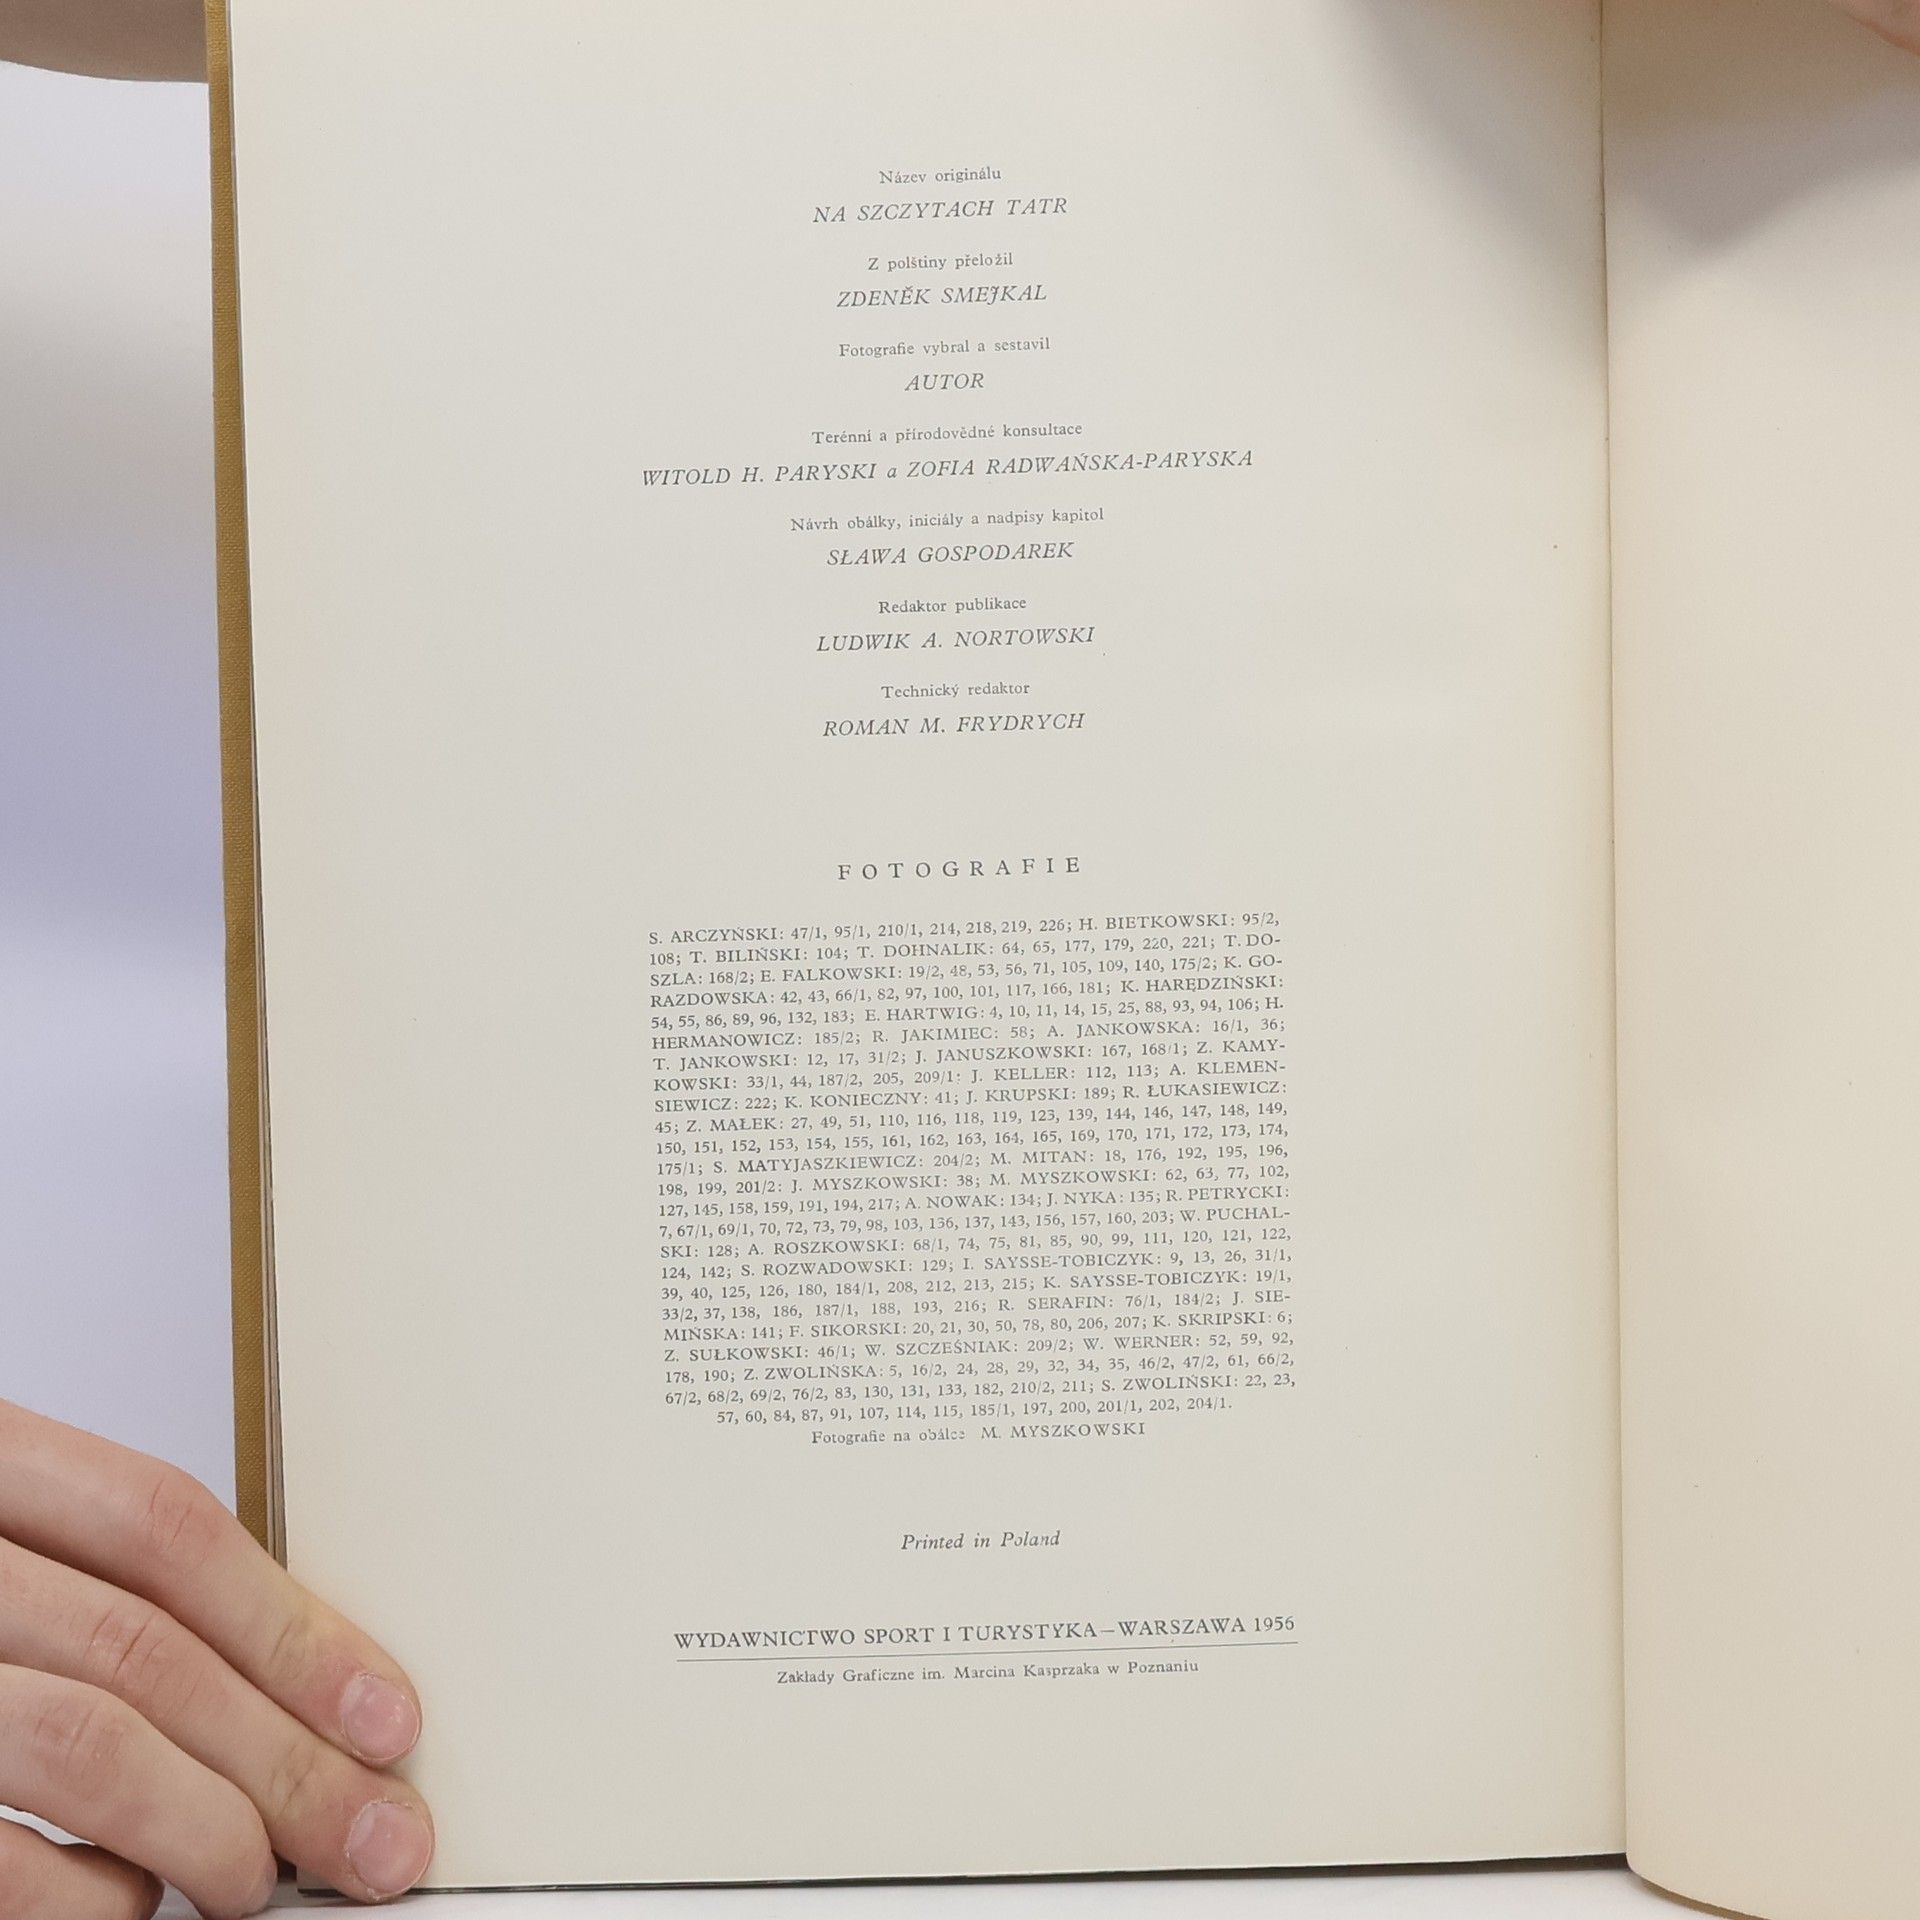 Název originálu
NA SZCZYTACH TATR
Z polštiny přeložil
ZDENĚK SMEJKAL
Fotografie vybral a sestavil
AUTOR
Terénní a přírodovědné konsultace
WITOLD H. PARYSKI a ZOFIA RADWAŃSKA-PARYSKA
Návrh obálky, iniciály a nadpisy kapitol
SŁAWA GOSPODAREK
Redaktor publikace
LUDWIK A. NORTOWSKI
Technický redaktor
ROMAN M. FRYDRYCH
FOTOGRAFIE
S. ARCZYŃSKI: 47/1, 95/1, 210/1, 214, 218, 219, 226; H. BIETKOWSKI: 95/2,
108; T. BILIŃSKI: 104; T. DOHNALIK: 64, 65, 177, 179, 220, 221; T. DO-
SZLA: 168/2; E. FALKOWSKI: 19/2, 48, 53, 56, 71, 105, 109, 140, 175/2; K. GO-
RAZDOWSKA: 42, 43, 66/1, 82, 97, 100, 101, 117, 166, 181; K. HARĘDZIŃSKI:
54, 55, 86, 89, 96, 132, 183; E. HARTWIG: 4, 10, 11, 14, 15, 25, 88, 93, 94, 106; H.
HERMANOWICZ: 185/2; R. JAKIMIEC: 58; A. JANKOWSKA: 16/1, 36;
T. JANKOWSKI: 12, 17, 31/2; J. JANUSZKOWSKI: 167, 168/1; Z. KAMY-
KOWSKI: 33/1, 44, 187/2, 205, 209/1; J. KELLER: 112, 113; A. KLEMEN-
SIEWICZ: 222; K. KONIECZNY: 41; J. KRUPSKI: 189; R. ŁUKASIEWICZ:
45; Z. MAŁEK: 27, 49, 51, 110, 116, 118, 119, 123, 139, 144, 146, 147, 148, 149,
150, 151, 152, 153, 154, 155, 161, 162, 163, 164, 165, 169, 170, 171, 172, 173, 174,
175/1; S. MATYJASZKIEWICZ: 204/2; M. MITAN: 18, 176, 192, 195, 196,
198, 199, 201/2: J. MYSZKOWSKI: 38; M. MYSZKOWSKI: 62, 63, 77, 102,
127, 145, 158, 159, 191, 194, 217; A. NOWAK: 134; J. NYKA: 135; R. PETRYCKI:
7, 67/1, 69/1, 70, 72, 73, 79, 98, 103, 136, 137, 143, 156, 157, 160, 203; W. PUCHAL-
SKI: 128; A. ROSZKOWSKI: 68/1, 74, 75, 81, 85, 90, 99, 111, 120, 121, 122,
124, 142; S. ROZWADOWSKI: 129; I. SAYSSE-TOBICZYK: 9, 13, 26, 31/1,
39, 40, 125, 126, 180, 184/1, 208, 212, 213, 215; K. SAYSSE-TOBICZYK: 19/1,
33/2, 37, 138, 186, 187/1, 188, 193, 216; R. SERAFIN: 76/1, 184/2; J. SIE-
MIŃSKA: 141; F. SIKORSKI: 20, 21, 30, 50, 78, 80, 206, 207; K. SKRIPSKI: 6;
Z. SUŁKOWSKI: 46/1; W. SZCZEŚNIAK: 209/2; W. WERNER: 52, 59, 92,
178, 190; Z. ZWOLIŃSKA: 5, 16/2, 24, 28, 29, 32, 34, 35, 46/2, 47/2, 61, 66/2,
67/2, 68/2, 69/2, 76/2, 83, 130, 131, 133, 182, 210/2, 211; S. ZWOLIŃSKI: 22, 23,
57, 60, 84, 87, 91, 107, 114, 115, 185/1, 197, 200, 201/1, 202, 204/1.
Fotografie na obálce M. MYSZKOWSKI
Printed in Poland
WYDAWNICTWO SPORT I TURYSTYKA – WARSZAWA 1956
Zakłady Graficzne im. Marcina Kasprzaka w Poznaniu